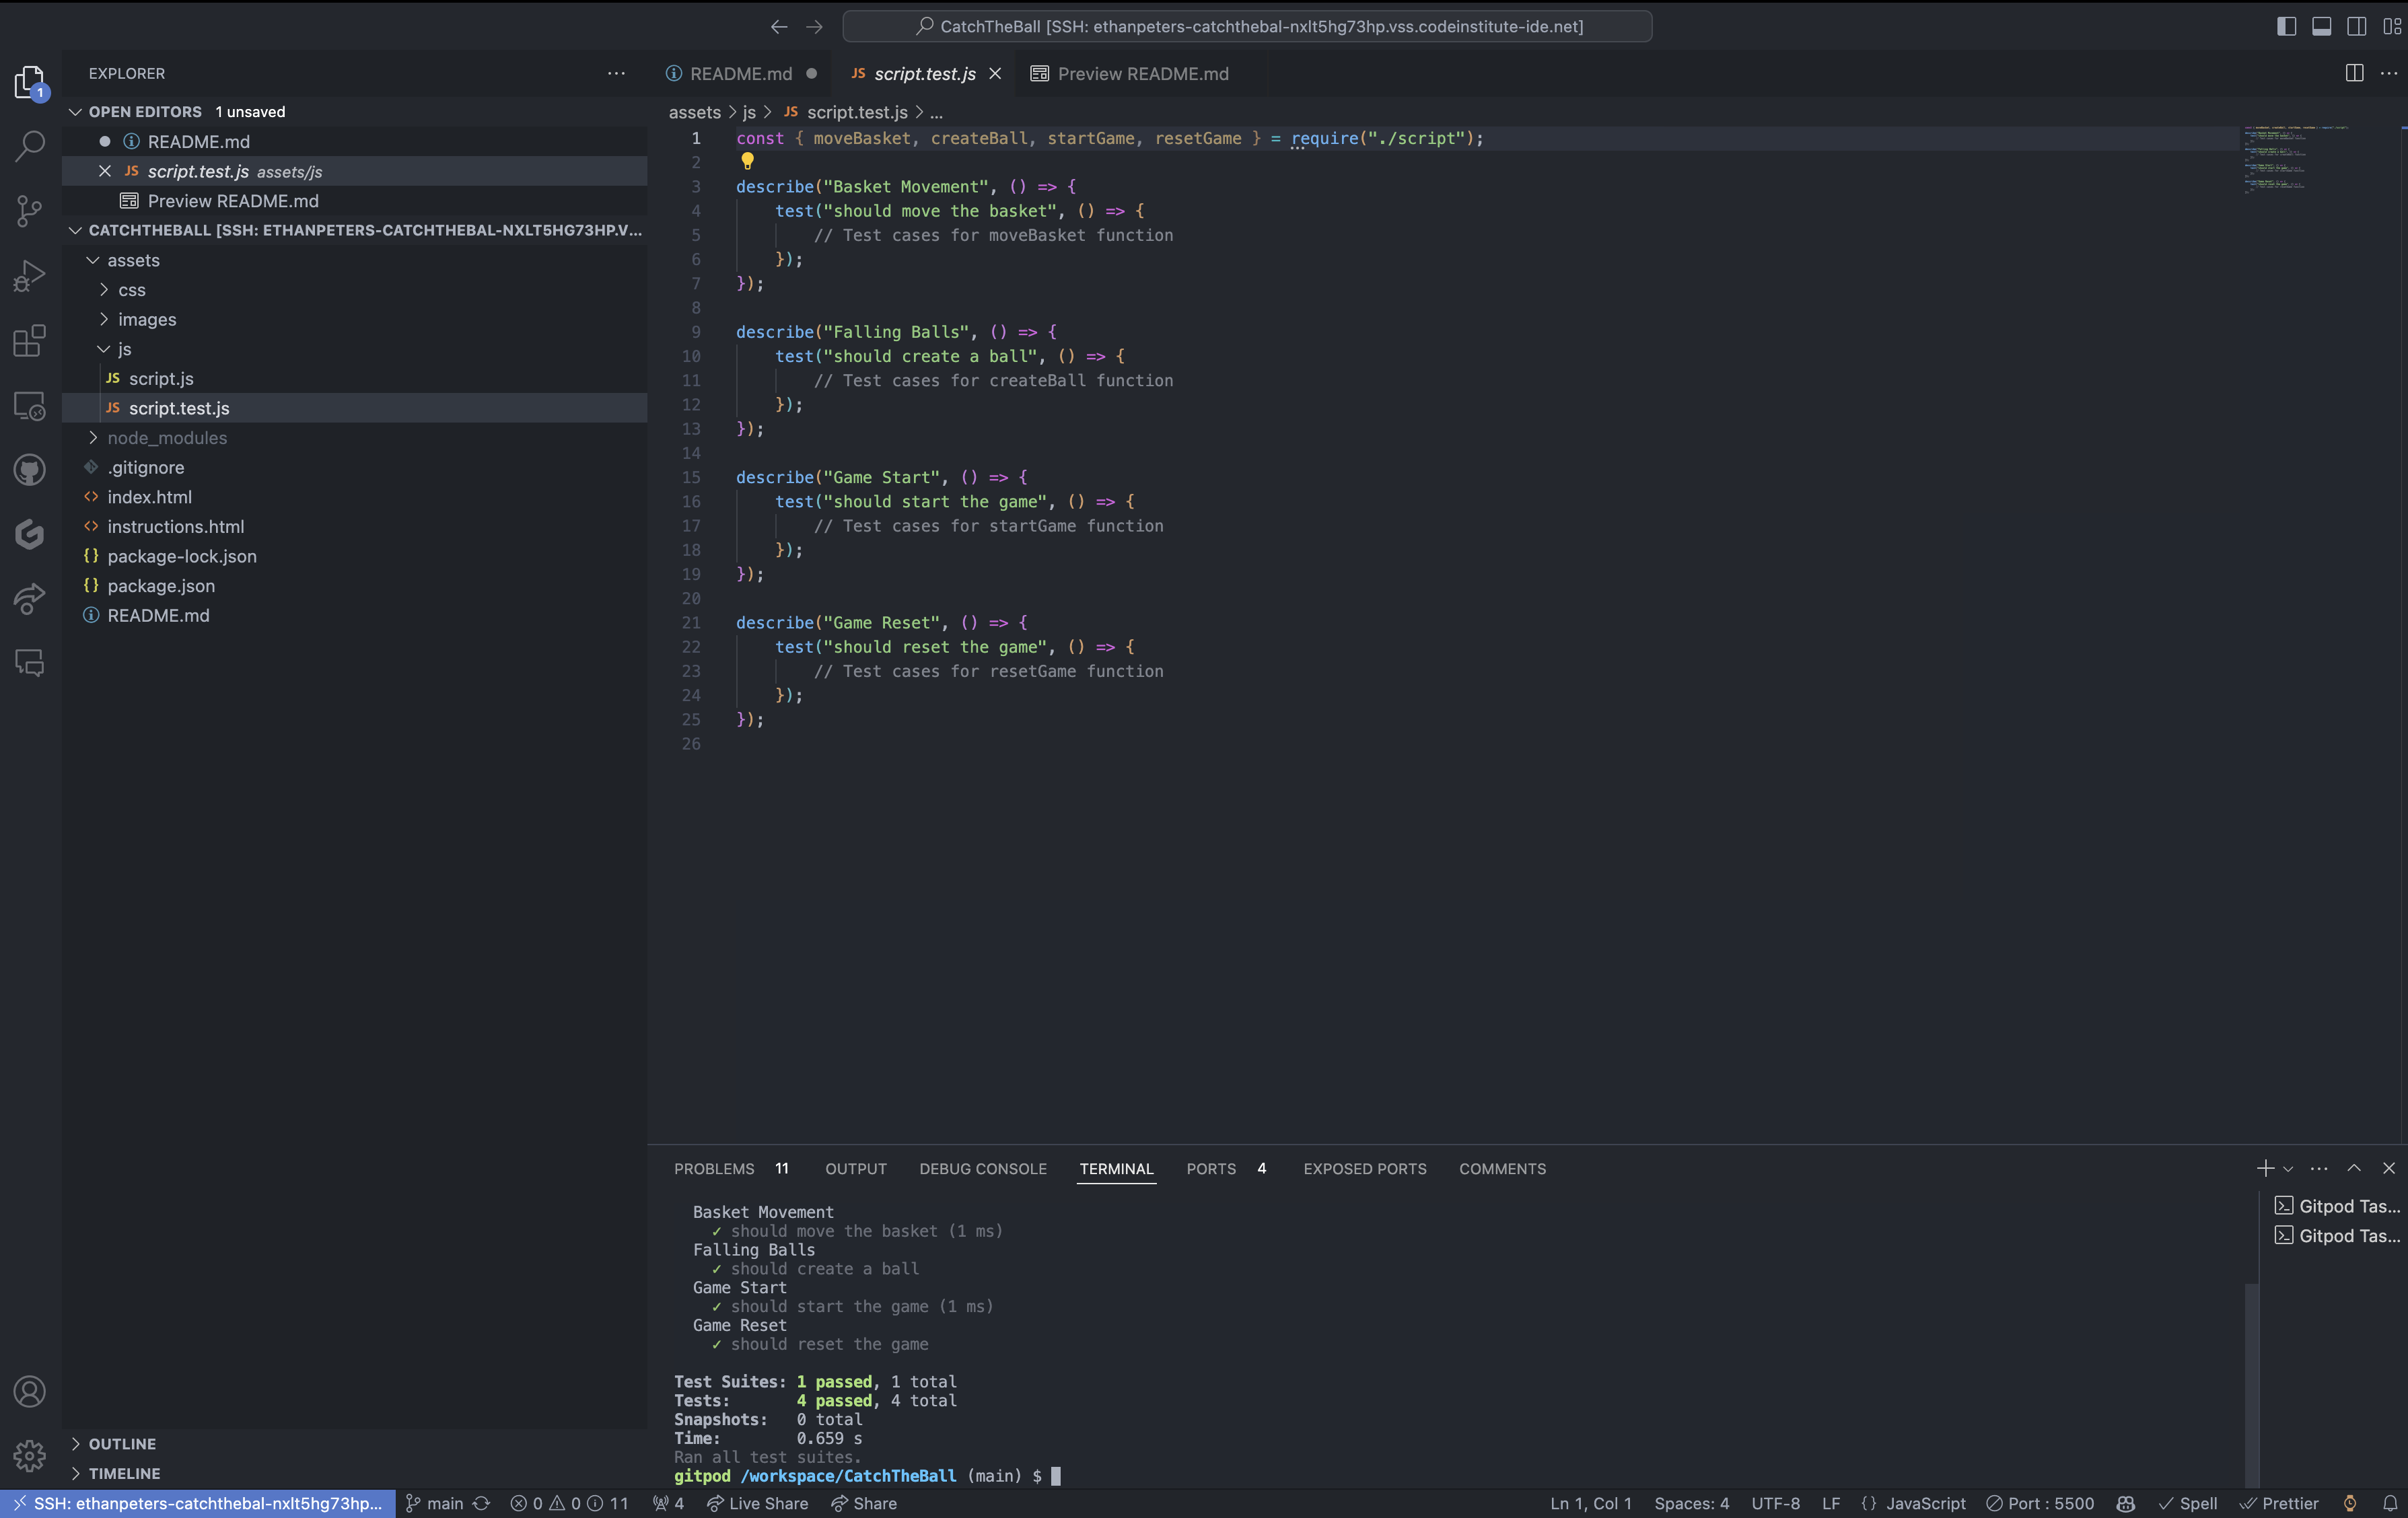 CatchTheBall [SSH: ethanpeters-catchthebal-nxlt5hg73hp.vss.codeinstitute-ide.net]
1
EXPLORER
OPEN EDITORS 1 unsaved
README.md
script.test.js assets/js
Preview README.md
CATCHTHEBALL [SSH: ETHANPETERS-CATCHTHEBAL-NXLT5HG73HP.V...
assets
css
images
js
JS script.js
JS script.test.js
node_modules
.gitignore
index.html
instructions.html
package-lock.json
package.json
README.md
OUTLINE
TIMELINE
README.md
JS script.test.js
Preview README.md
assets > js > JS script.test.js > ...
1 const { moveBasket, createBall, startGame, resetGame } = require("./script");
2
3 describe("Basket Movement", () => {
4 test("should move the basket", () => {
5 // Test cases for moveBasket function
6 });
7 });
8
9 describe("Falling Balls", () => {
10 test("should create a ball", () => {
11 // Test cases for createBall function
12 });
13 });
14
15 describe("Game Start", () => {
16 test("should start the game", () => {
17 // Test cases for startGame function
18 });
19 });
20
21 describe("Game Reset", () => {
22 test("should reset the game", () => {
23 // Test cases for resetGame function
24 });
25 });
26
PROBLEMS 11 OUTPUT DEBUG CONSOLE TERMINAL PORTS 4 EXPOSED PORTS COMMENTS
Basket Movement
✓ should move the basket (1 ms)
Falling Balls
✓ should create a ball
Game Start
✓ should start the game (1 ms)
Game Reset
✓ should reset the game
Test Suites: 1 passed, 1 total
Tests: 4 passed, 4 total
Snapshots: 0 total
Time: 0.659 s
Ran all test suites.
gitpod /workspace/CatchTheBall (main) $
Gitpod Tas...
Gitpod Tas...
SSH: ethanpeters-catchthebal-nxlt5hg73hp... main 0 0 11 4 Live Share Share Ln 1, Col 1 Spaces: 4 UTF-8 LF {} JavaScript Port : 5500 Spell Prettier